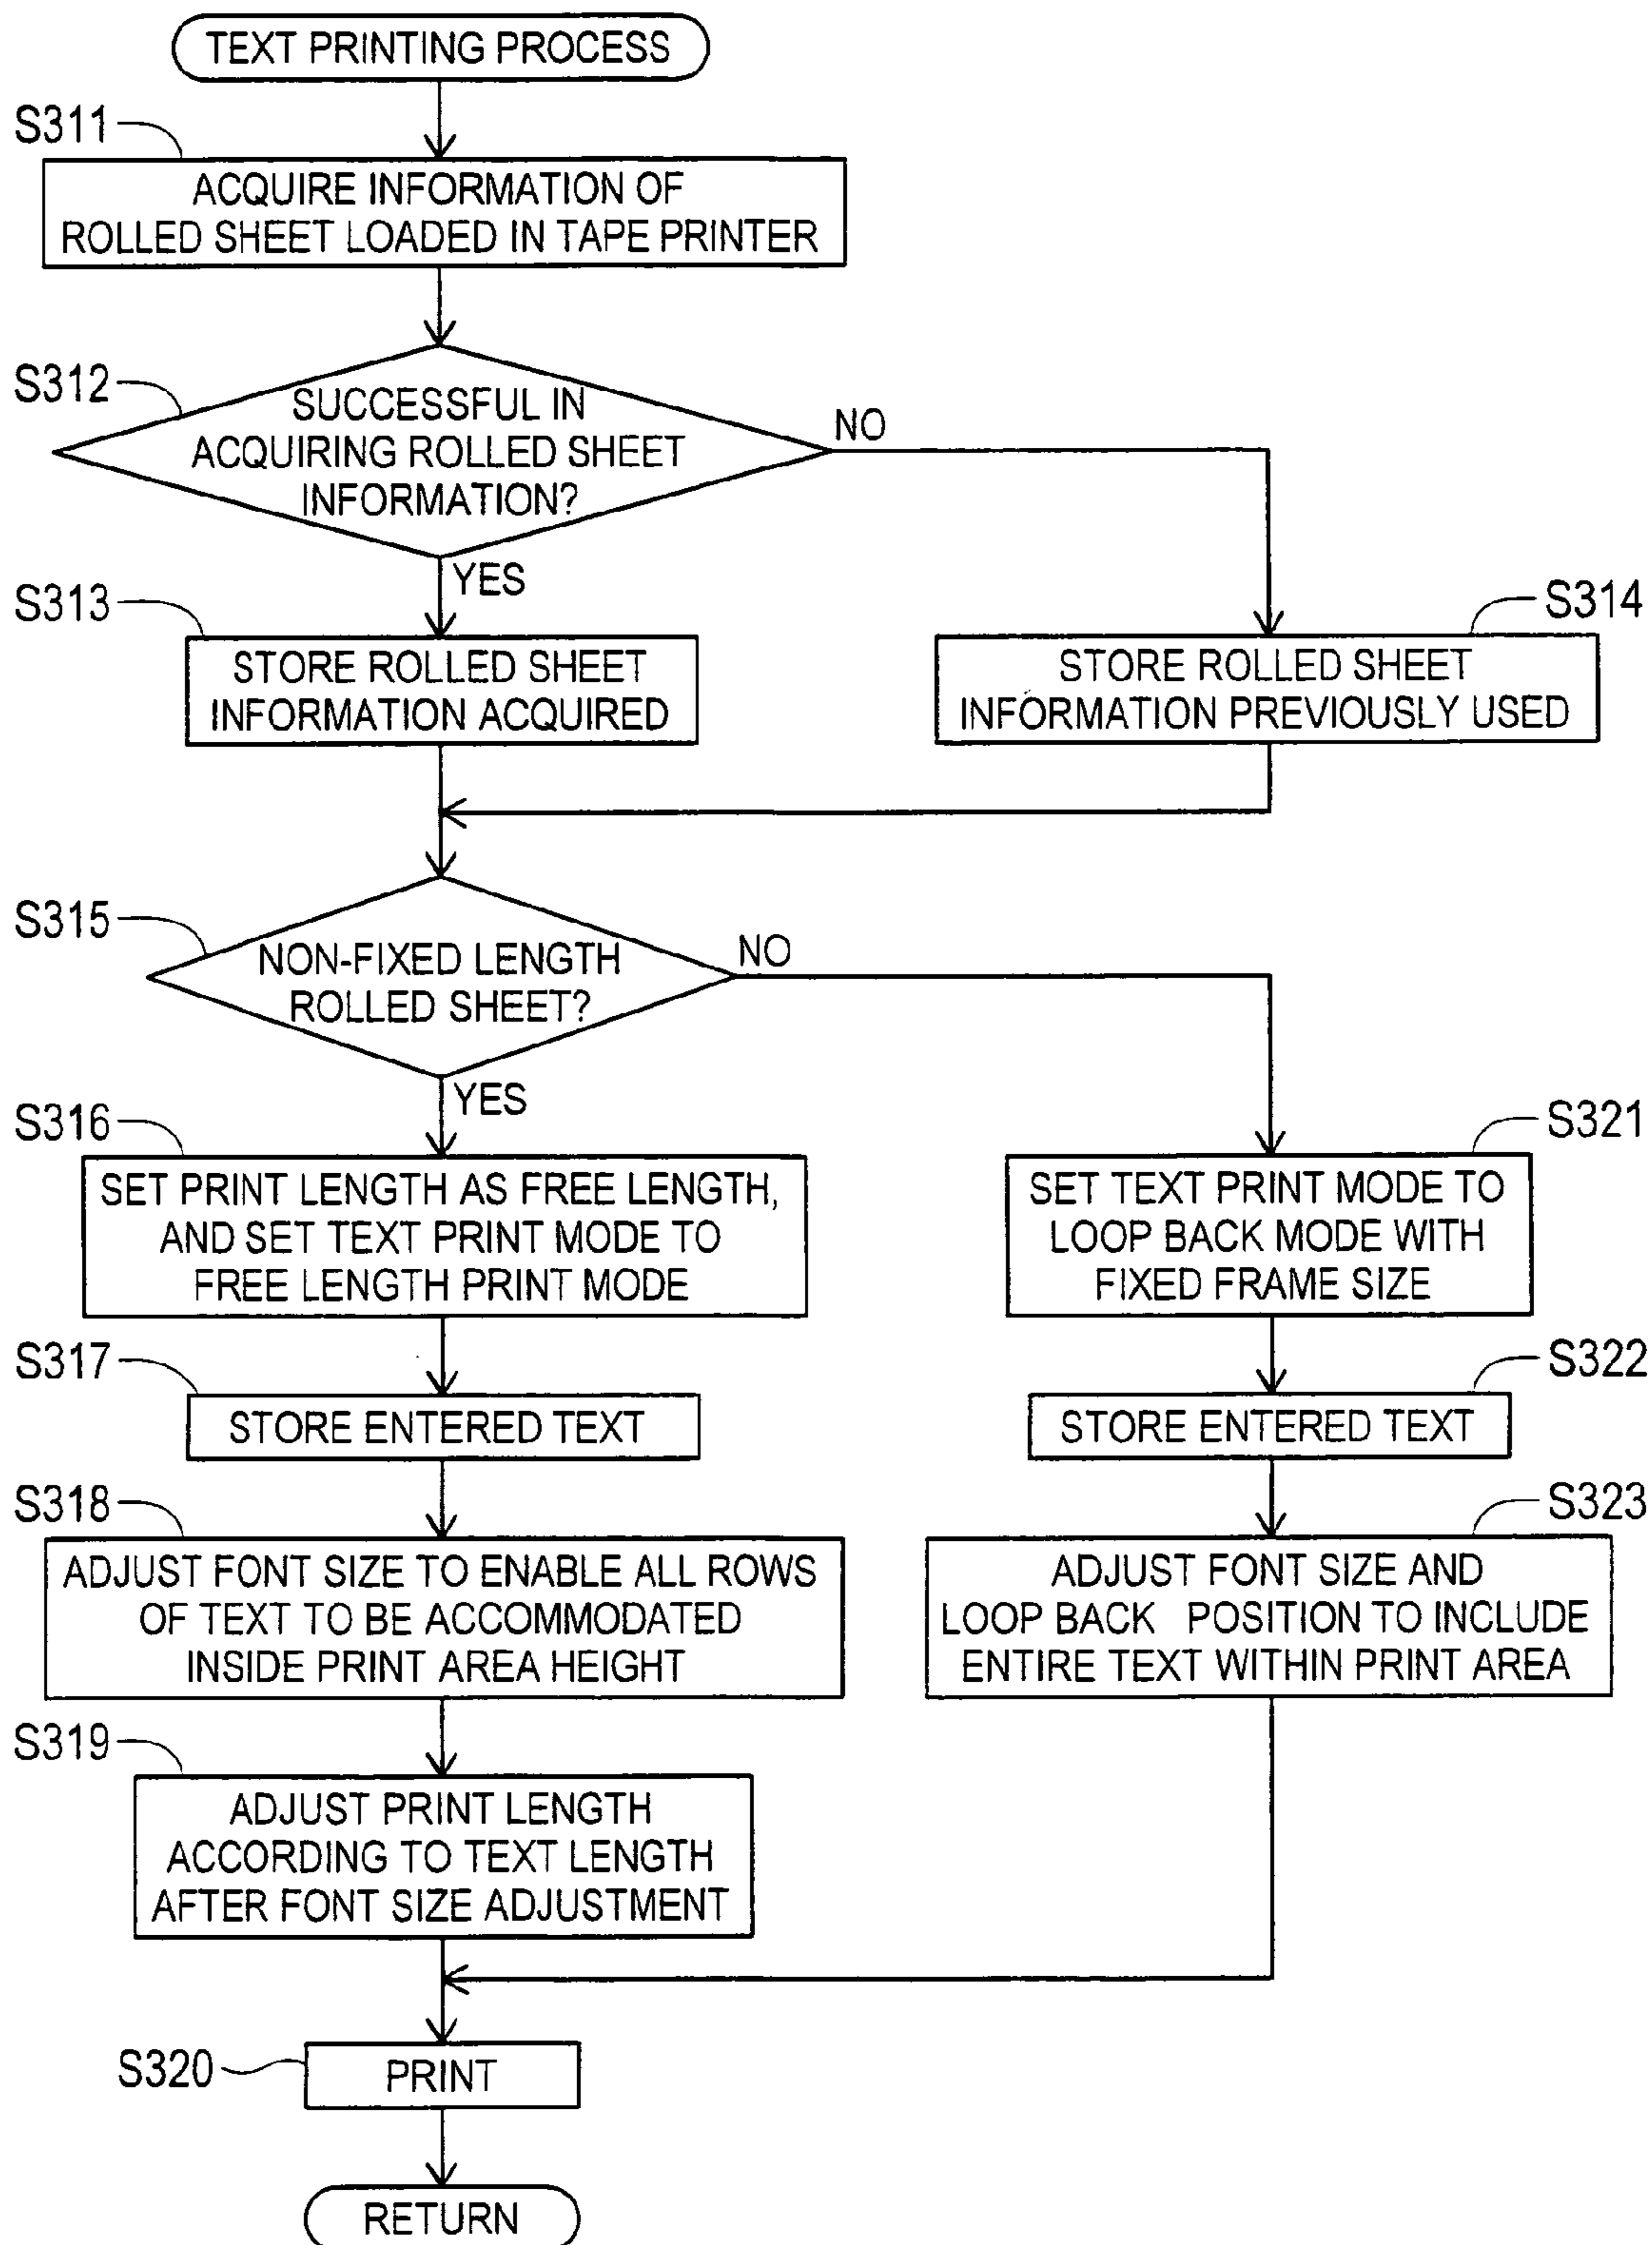 TEXT PRINTING PROCESS
S311
ACQUIRE INFORMATION OF
ROLLED SHEET LOADED IN TAPE PRINTER
S312
SUCCESSFUL IN
ACQUIRING ROLLED SHEET
INFORMATION?
NO
YES
S313
STORE ROLLED SHEET
INFORMATION ACQUIRED
S314
STORE ROLLED SHEET
INFORMATION PREVIOUSLY USED
S315
NON-FIXED LENGTH
ROLLED SHEET?
NO
YES
S316
SET PRINT LENGTH AS FREE LENGTH,
AND SET TEXT PRINT MODE TO
FREE LENGTH PRINT MODE
S321
SET TEXT PRINT MODE TO
LOOP BACK MODE WITH
FIXED FRAME SIZE
S317
STORE ENTERED TEXT
S322
STORE ENTERED TEXT
S318
ADJUST FONT SIZE TO ENABLE ALL ROWS
OF TEXT TO BE ACCOMMODATED
INSIDE PRINT AREA HEIGHT
S323
ADJUST FONT SIZE AND
LOOP BACK POSITION TO INCLUDE
ENTIRE TEXT WITHIN PRINT AREA
S319
ADJUST PRINT LENGTH
ACCORDING TO TEXT LENGTH
AFTER FONT SIZE ADJUSTMENT
S320
PRINT
RETURN